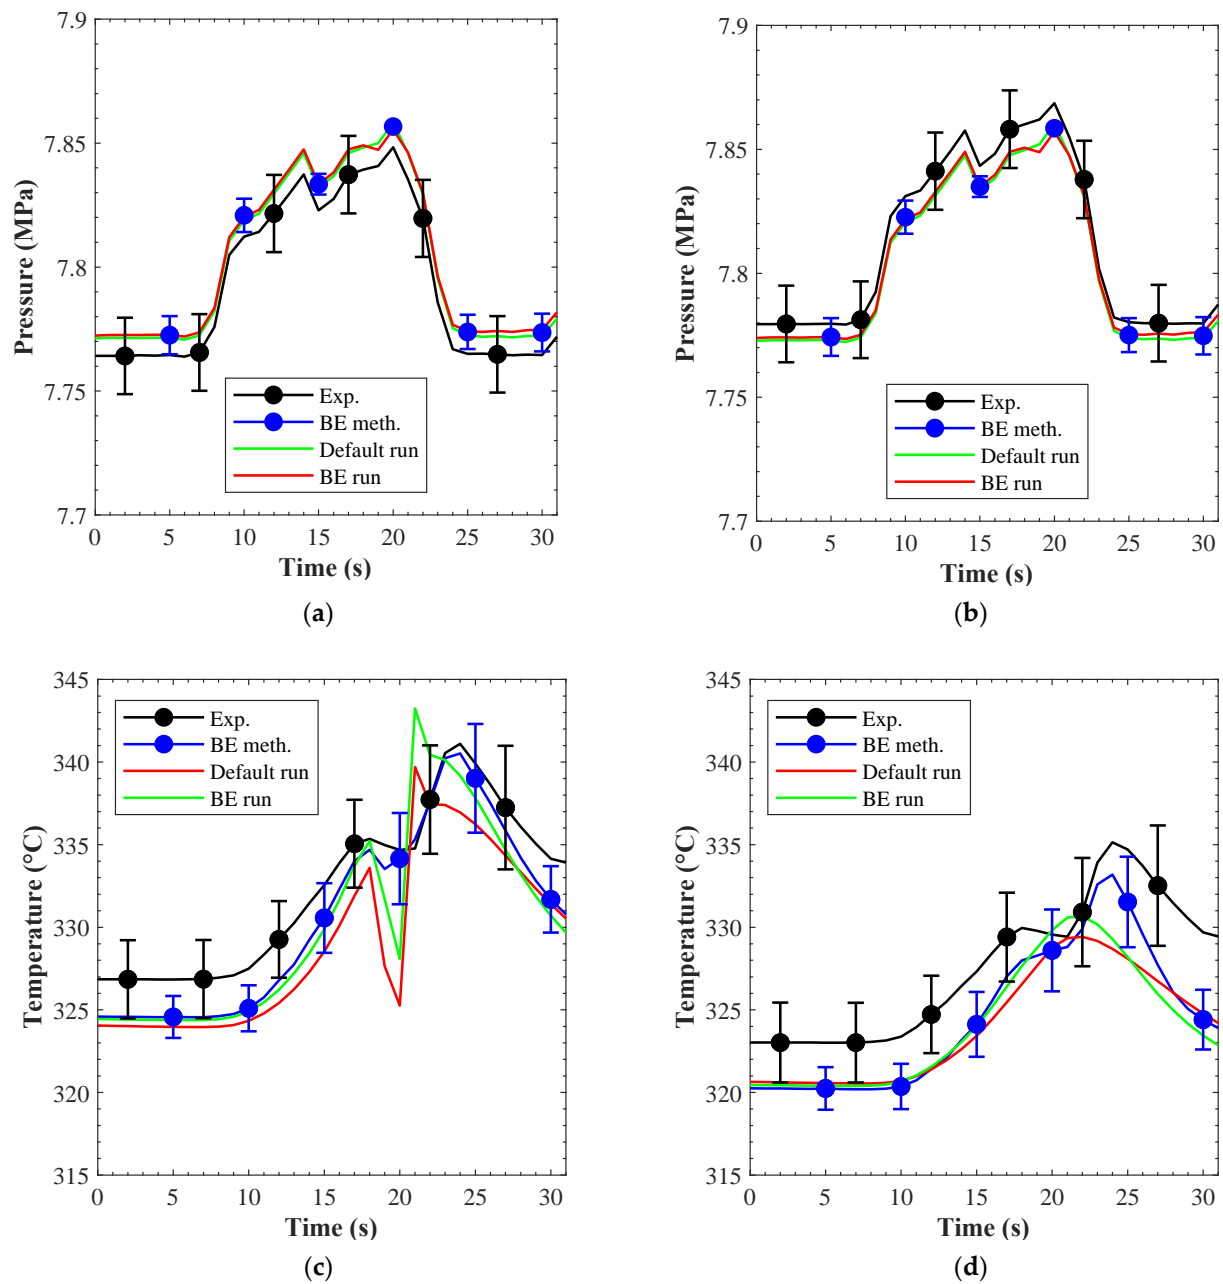 7.9
7.85
7.8
7.75
7.7
Pressure (MPa)
Exp.
BE meth.
Default run
BE run
0 5 10 15 20 25 30
Time (s)
(a)
7.9
7.85
7.8
7.75
7.7
Pressure (MPa)
Exp.
BE meth.
Default run
BE run
0 5 10 15 20 25 30
Time (s)
(b)
345
340
335
330
325
320
315
Temperature (°C)
Exp.
BE meth.
Default run
BE run
0 5 10 15 20 25 30
Time (s)
(c)
345
340
335
330
325
320
315
Temperature (°C)
Exp.
BE meth.
Default run
BE run
0 5 10 15 20 25 30
Time (s)
(d)